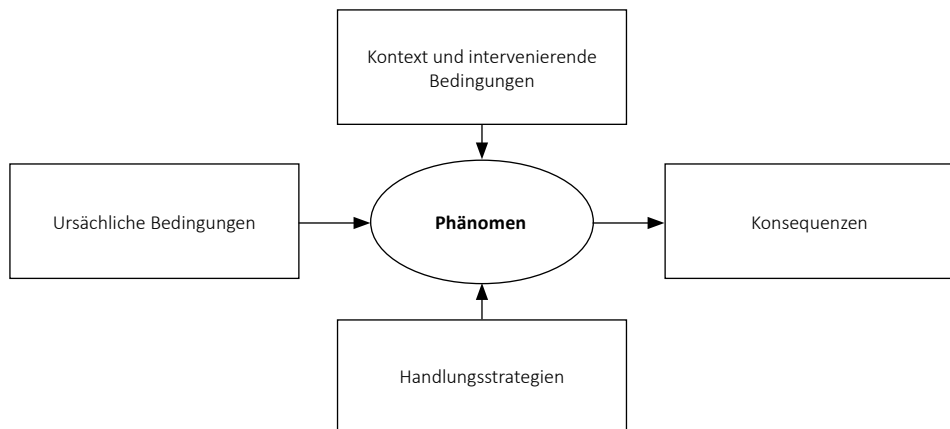 Kontext und intervenierende
Bedingungen
Ursächliche Bedingungen
Phänomen
Konsequenzen
Handlungsstrategien